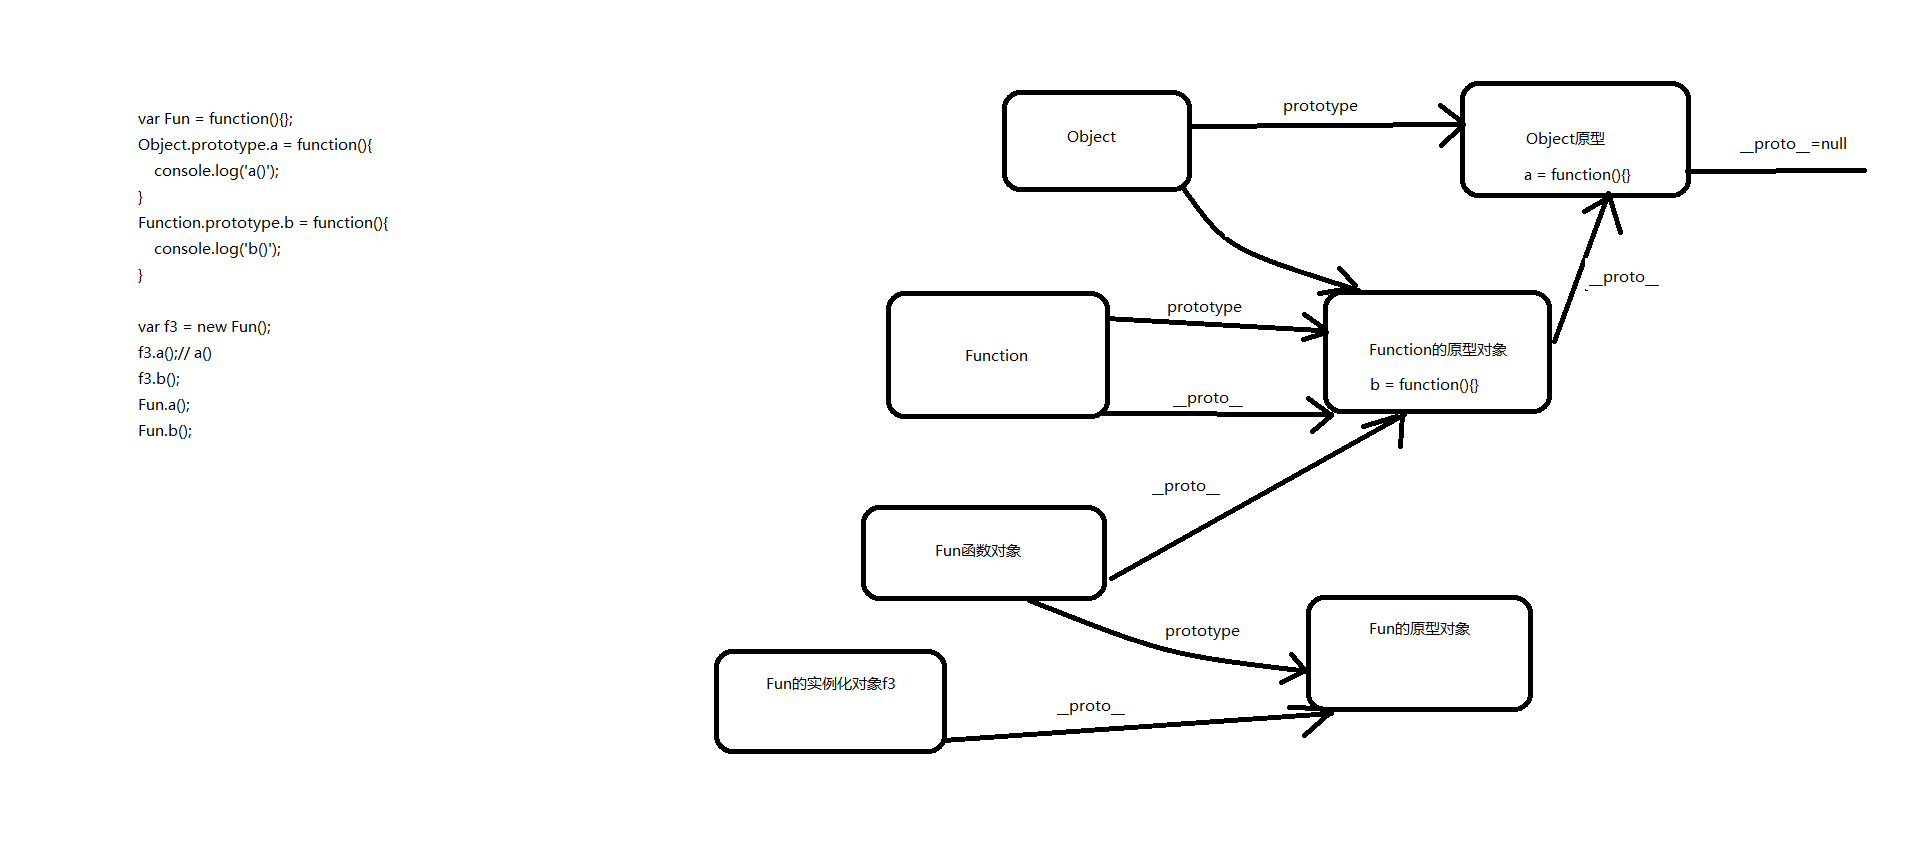 var Fun = function(){};
Object.prototype.a = function(){
console.log('a()');
}
Function.prototype.b = function(){
console.log('b()');
}
var f3 = new Fun();
f3.a();// a()
f3.b();
Fun.a();
Fun.b();
Object
prototype
Object原型
a = function(){}
__proto__=null
__proto__
Function
prototype
__proto__
Function的原型对象
b = function(){}
__proto__
Fun函数对象
prototype
Fun的原型对象
Fun的实例化对象f3
__proto__